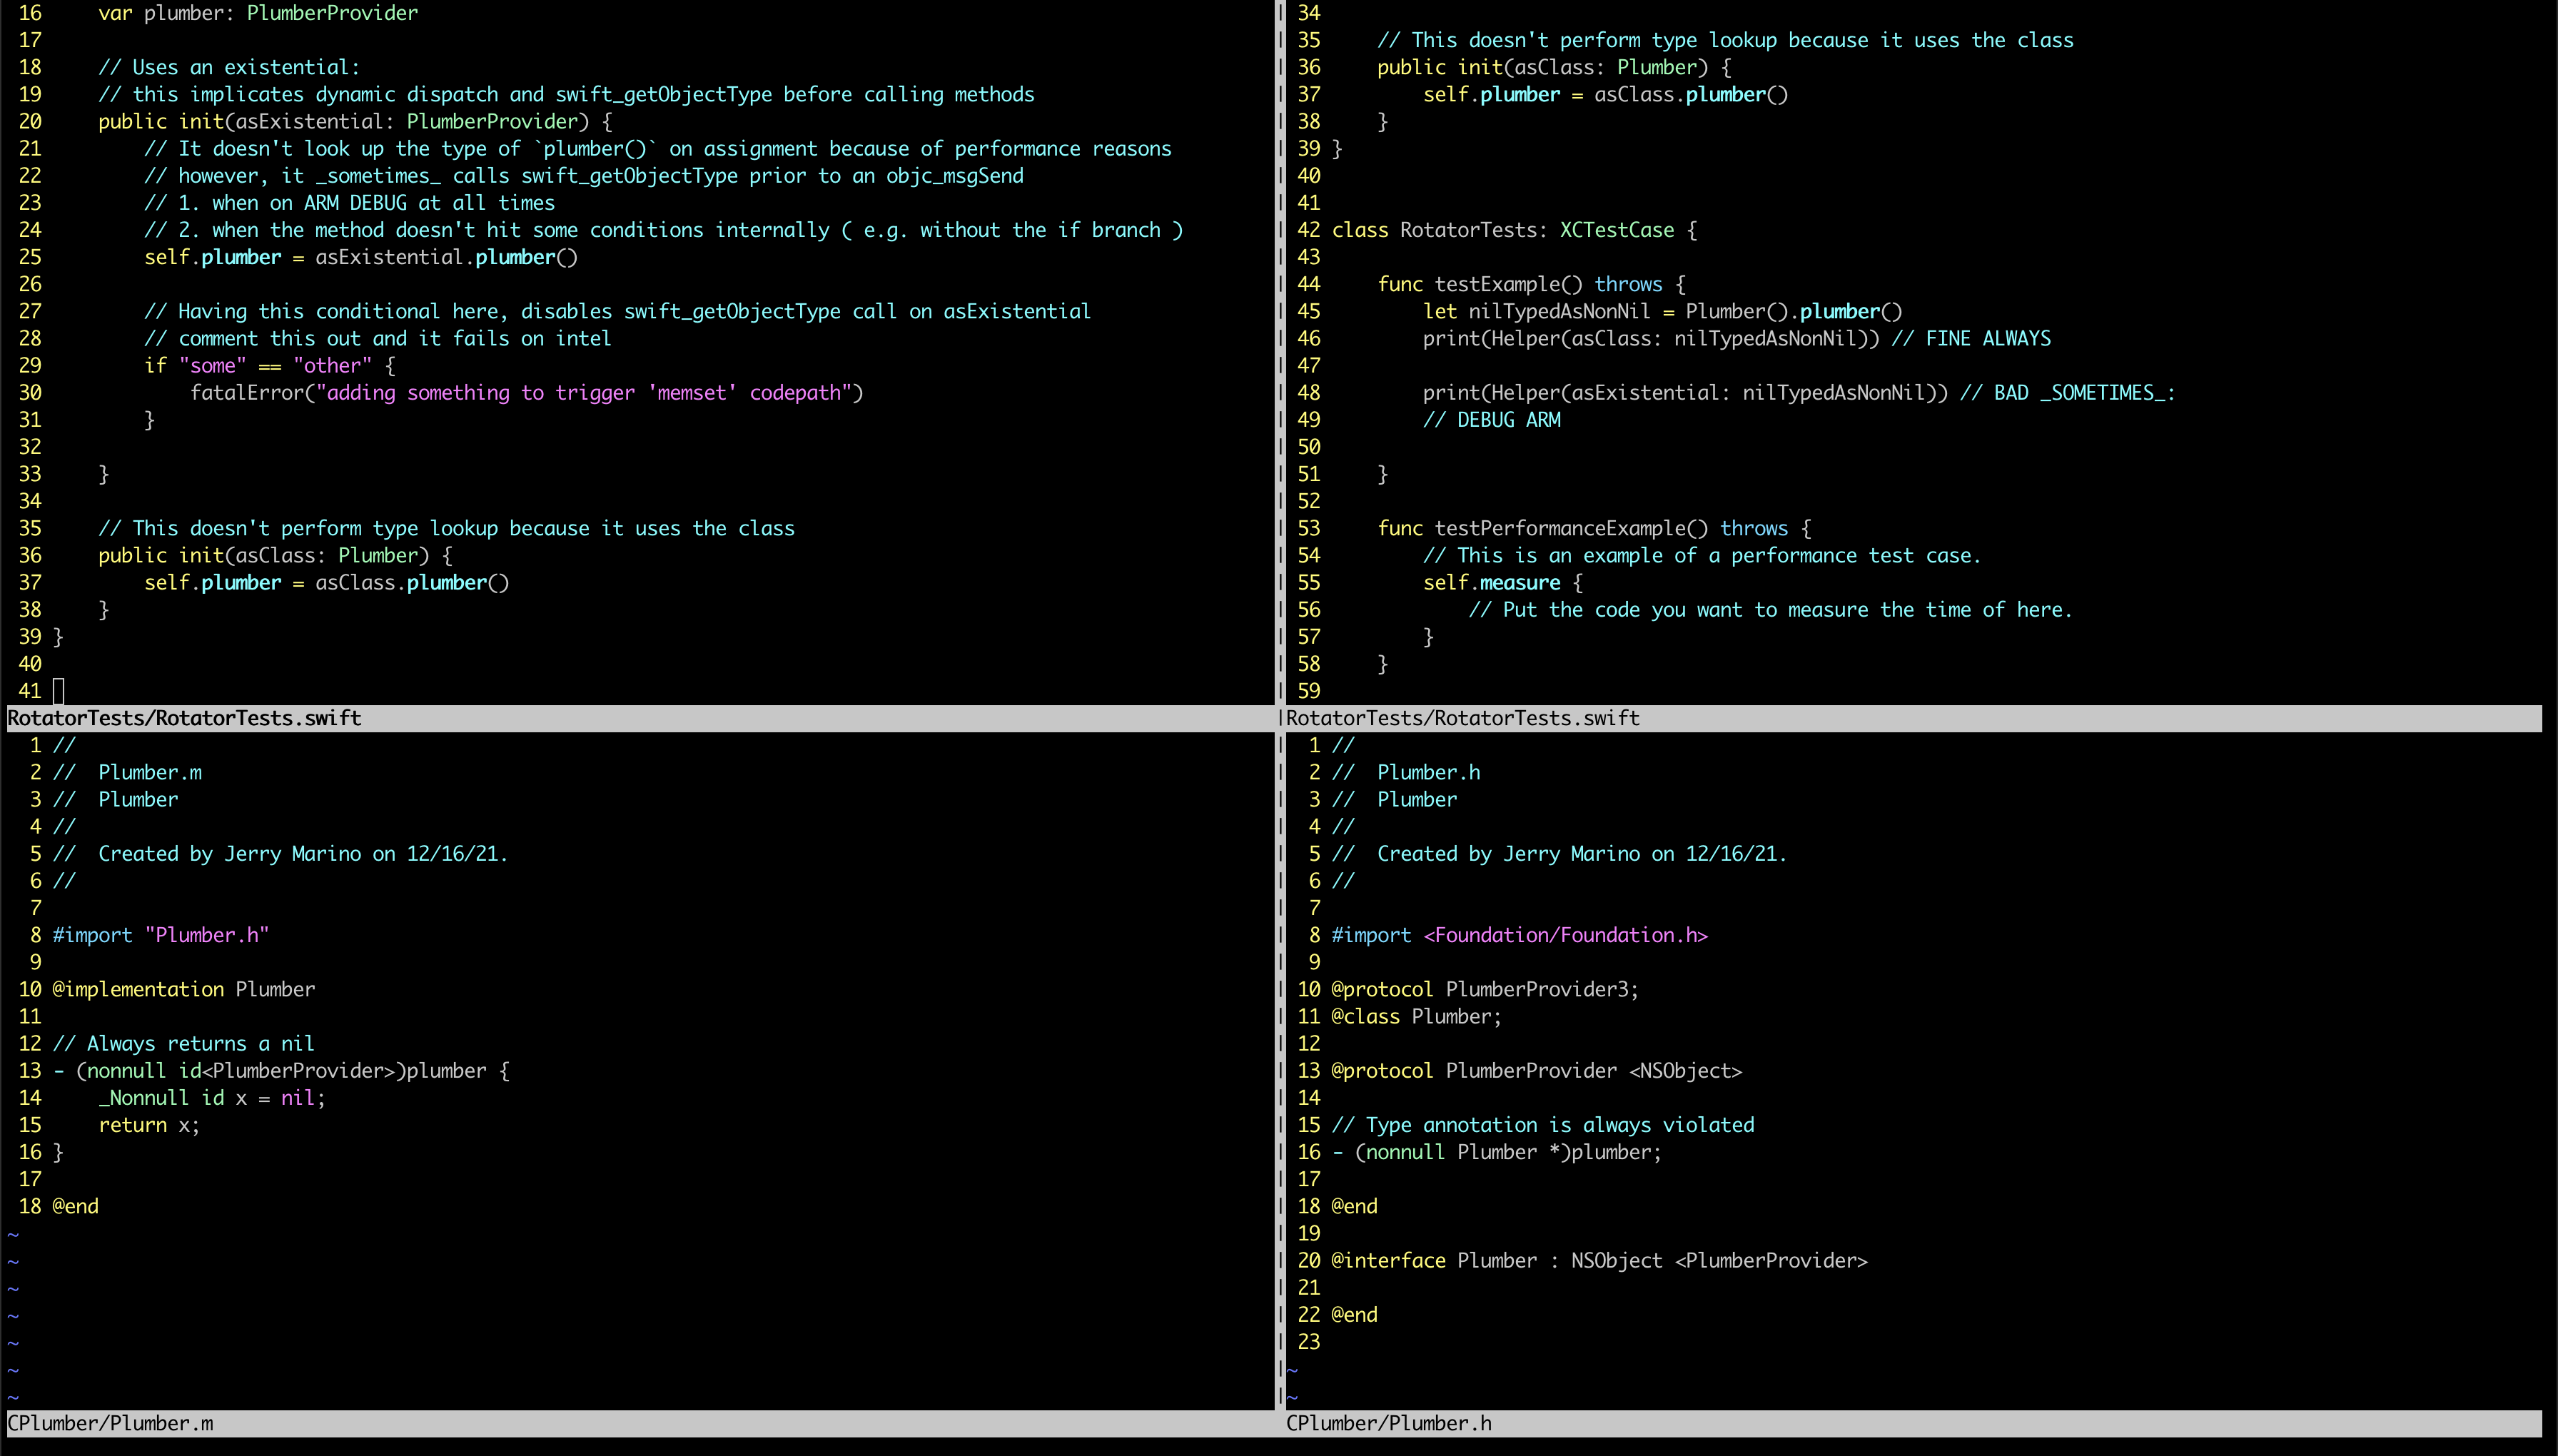 16     var plumber: PlumberProvider
17
18     // Uses an existential:
19     // this implicates dynamic dispatch and swift_getObjectType before calling methods
20     public init(asExistential: PlumberProvider) {
21         // It doesn't look up the type of `plumber()` on assignment because of performance reasons
22         // however, it _sometimes_ calls swift_getObjectType prior to an objc_msgSend
23         // 1. when on ARM DEBUG at all times
24         // 2. when the method doesn't hit some conditions internally ( e.g. without the if branch )
25         self.plumber = asExistential.plumber()
26
27         // Having this conditional here, disables swift_getObjectType call on asExistential
28         // comment this out and it fails on intel
29         if "some" == "other" {
30             fatalError("adding something to trigger 'memset' codepath")
31         }
32
33     }
34
35     // This doesn't perform type lookup because it uses the class
36     public init(asClass: Plumber) {
37         self.plumber = asClass.plumber()
38     }
39 }
40
41
RotatorTests/RotatorTests.swift
34
35     // This doesn't perform type lookup because it uses the class
36     public init(asClass: Plumber) {
37         self.plumber = asClass.plumber()
38     }
39 }
40
41
42 class RotatorTests: XCTestCase {
43
44     func testExample() throws {
45         let nilTypedAsNonNil = Plumber().plumber()
46         print(Helper(asClass: nilTypedAsNonNil)) // FINE ALWAYS
47
48         print(Helper(asExistential: nilTypedAsNonNil)) // BAD _SOMETIMES_:
49         // DEBUG ARM
50
51     }
52
53     func testPerformanceExample() throws {
54         // This is an example of a performance test case.
55         self.measure {
56             // Put the code you want to measure the time of here.
57         }
58     }
59
RotatorTests/RotatorTests.swift
1 //
2 //  Plumber.m
3 //  Plumber
4 //
5 //  Created by Jerry Marino on 12/16/21.
6 //
7
8 #import "Plumber.h"
9
10 @implementation Plumber
11
12 // Always returns a nil
13 - (nonnull id<PlumberProvider>)plumber {
14     _Nonnull id x = nil;
15     return x;
16 }
17
18 @end
~
~
~
~
~
~
~
CPlumber/Plumber.m
1 //
2 //  Plumber.h
3 //  Plumber
4 //
5 //  Created by Jerry Marino on 12/16/21.
6 //
7
8 #import <Foundation/Foundation.h>
9
10 @protocol PlumberProvider3;
11 @class Plumber;
12
13 @protocol PlumberProvider <NSObject>
14
15 // Type annotation is always violated
16 - (nonnull Plumber *)plumber;
17
18 @end
19
20 @interface Plumber : NSObject <PlumberProvider>
21
22 @end
23
~
~
CPlumber/Plumber.h